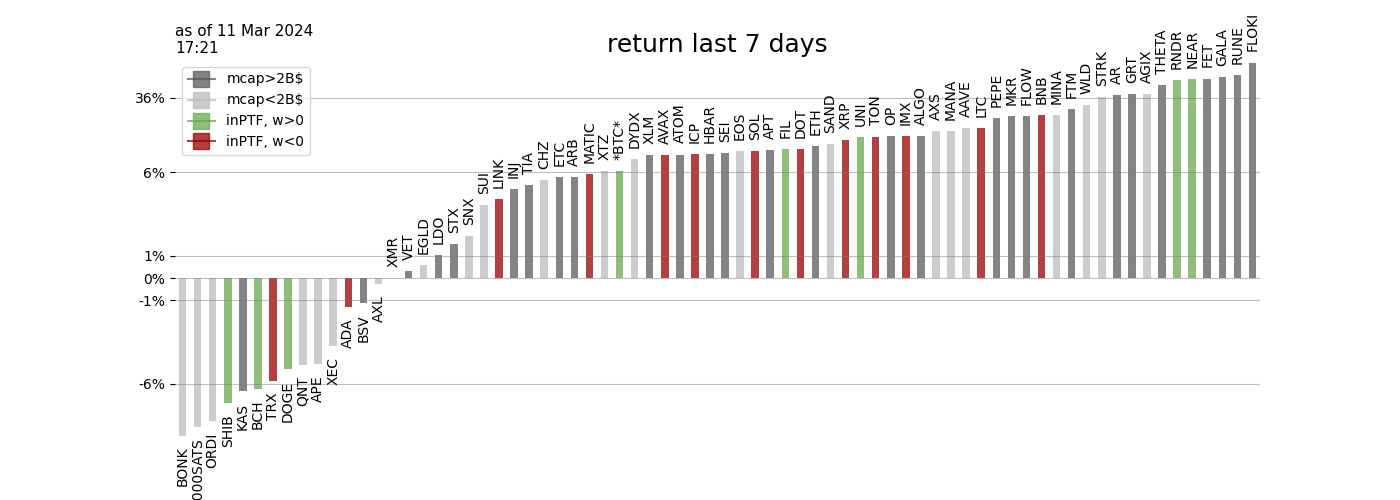 as of 11 Mar 2024
17:21
return last 7 days
mcap>2B$
mcap<2B$
inPTF, w>0
inPTF, w<0
36%
6%
1%
0%
-1%
-6%
BONK
000SATS
ORDI
SHIB
KAS
BCH
TRX
DOGE
QNT
APE
XEC
ADA
BSV
AXL
XMR
VET
EGLD
LDO
STX
SNX
SUI
LINK
INJ
TIA
CHZ
ETC
ARB
MATIC
XTZ
*BTC*
DYDX
XLM
AVAX
ATOM
ICP
HBAR
SEI
EOS
SOL
APT
FIL
DOT
ETH
SAND
XRP
UNI
TON
OP
IMX
ALGO
AXS
MANA
AAVE
LTC
PEPE
MKR
FLOW
BNB
MINA
FTM
WLD
STRK
AR
GRT
AGIX
THETA
RNDR
NEAR
FET
GALA
RUNE
FLOKI